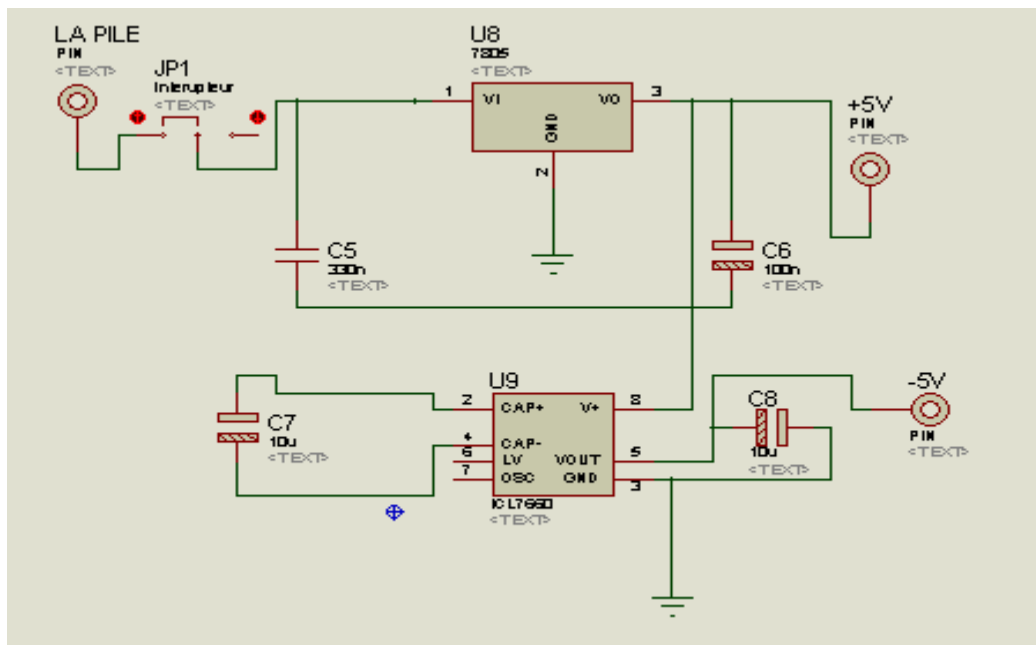 LA PILE
PIN
<TEXT>
JP1
Interupteur
<TEXT>
U8
7805
<TEXT>
1
VI
VO
3
GND
2
+5V
PIN
<TEXT>
C5
330n
<TEXT>
C6
100n
<TEXT>
U9
2
CAP+
V+
8
4
CAP-
6
LV
VOUT
5
7
OSC
GND
3
ICL7660
<TEXT>
C7
10u
<TEXT>
C8
10u
<TEXT>
-5V
PIN
<TEXT>